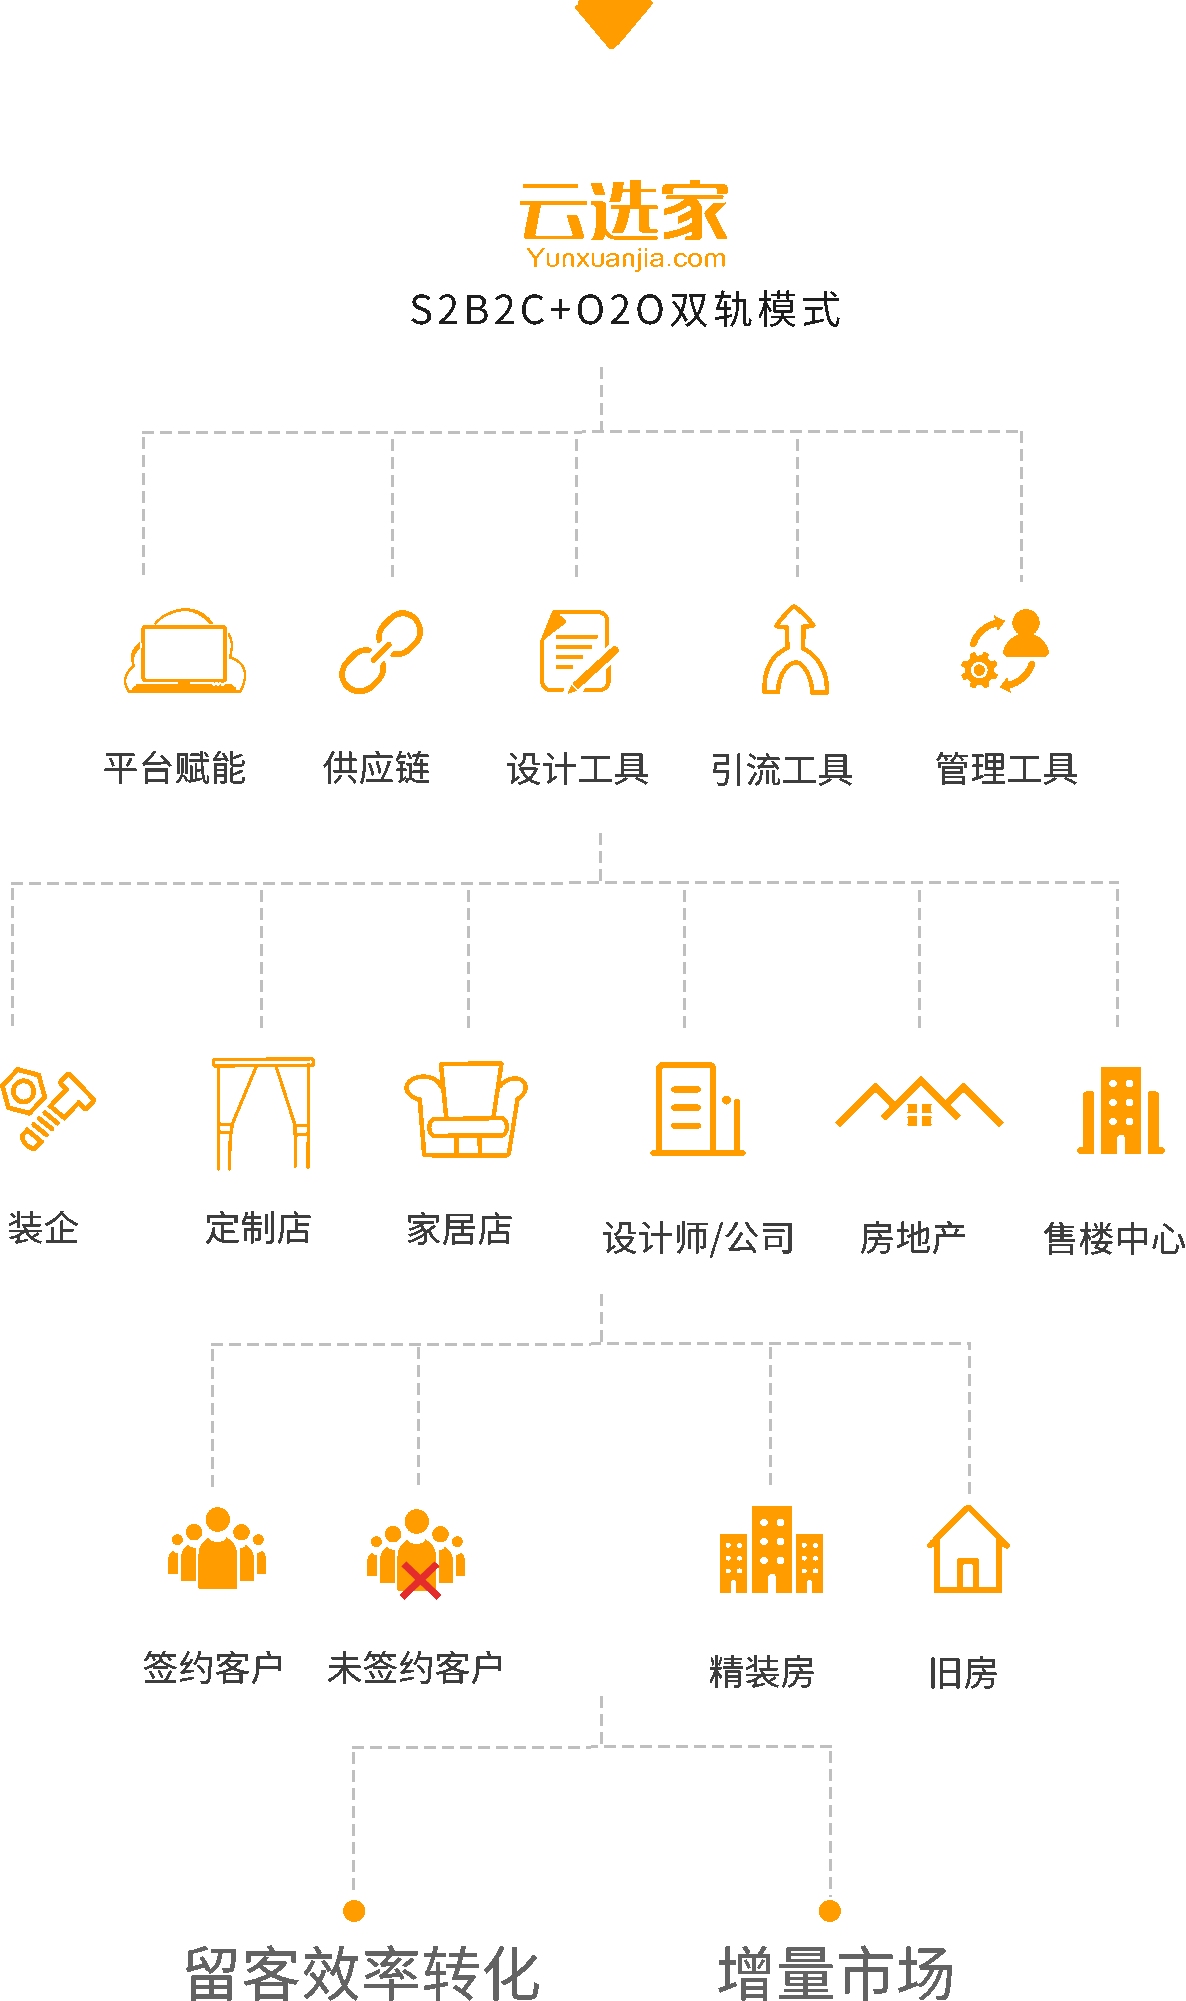 云选家
Yunxuanjia.com
S2B2C+O2O双轨模式
平台赋能 供应链 设计工具 引流工具 管理工具
装企 定制店 家居店 设计师/公司 房地产 售楼中心
签约客户 未签约客户 精装房 旧房
留客效率转化 增量市场